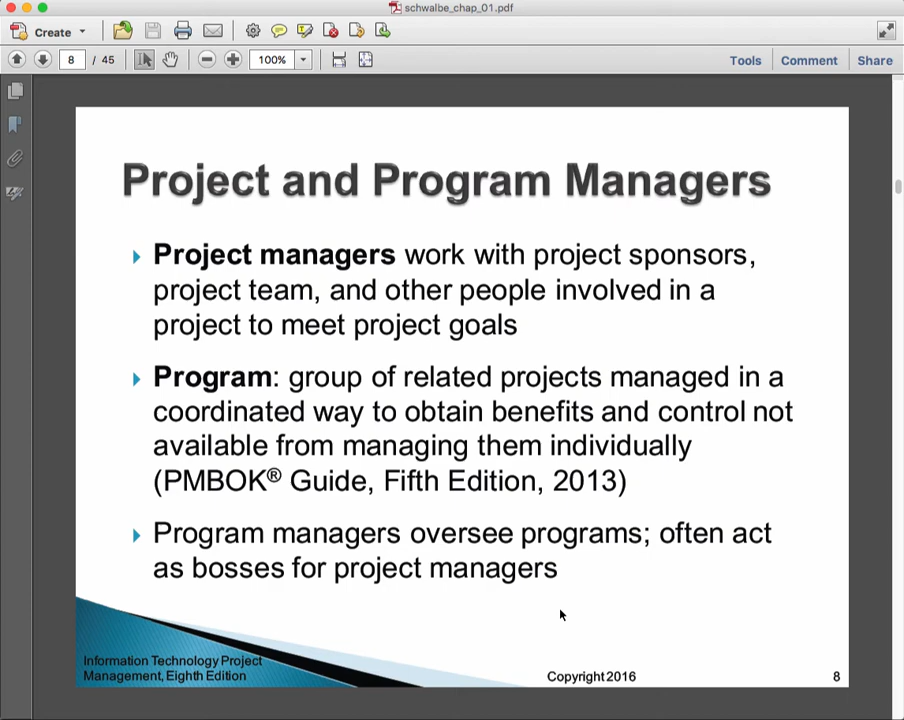 schwalbe_chap_01.pdf
Create
8 / 45 100% Tools Comment Share
Project and Program Managers
Project managers work with project sponsors,
project team, and other people involved in a
project to meet project goals
Program: group of related projects managed in a
coordinated way to obtain benefits and control not
available from managing them individually
(PMBOK® Guide, Fifth Edition, 2013)
Program managers oversee programs; often act
as bosses for project managers
Information Technology Project
Management, Eighth Edition
Copyright 2016
8